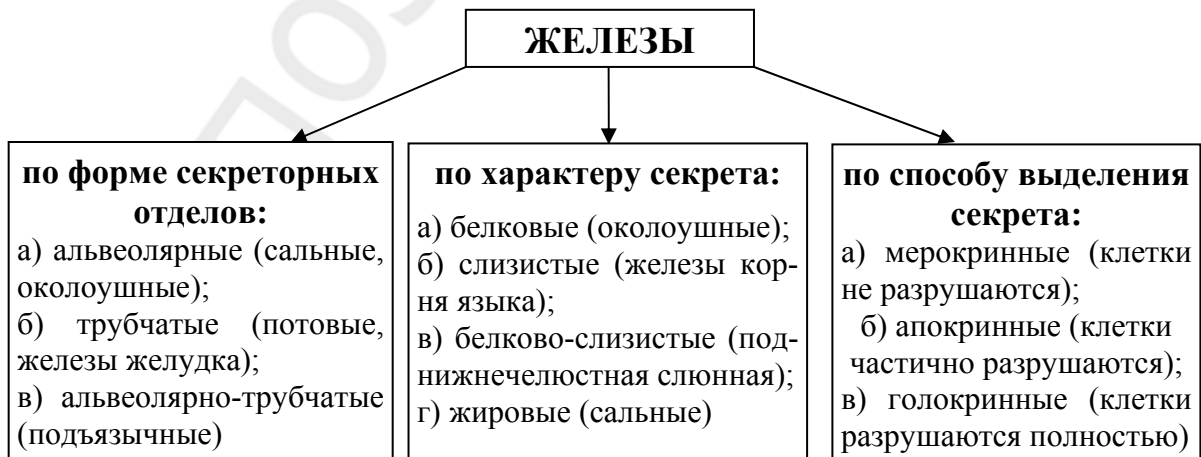 ЖЕЛЕЗЫ
по форме секреторных
отделов:
а) альвеолярные (сальные,
околоушные);
б) трубчатые (потовые,
железы желудка);
в) альвеолярно-трубчатые
(подъязычные)
по характеру секрета:
а) белковые (околоушные);
б) слизистые (железы кор-
ня языка);
в) белково-слизистые (под-
нижнечелюстная слюнная);
г) жировые (сальные)
по способу выделения
секрета:
а) мерокринные (клетки
не разрушаются);
б) апокринные (клетки
частично разрушаются);
в) голокринные (клетки
разрушаются полностью)